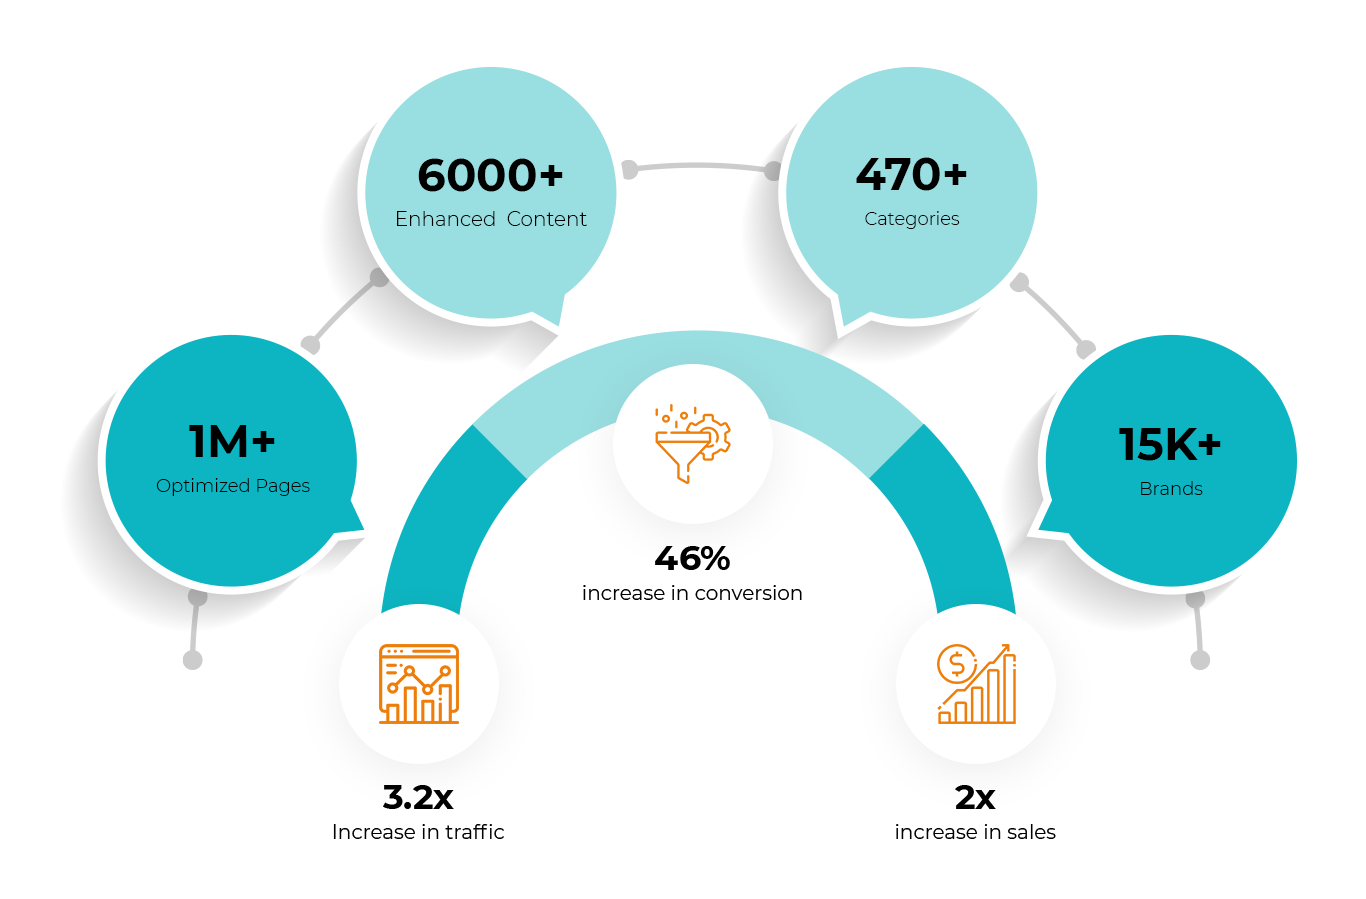 6000+
Enhanced Content
470+
Categories
1M+
Optimized Pages
15K+
Brands
46%
increase in conversion
3.2x
Increase in traffic
2x
increase in sales